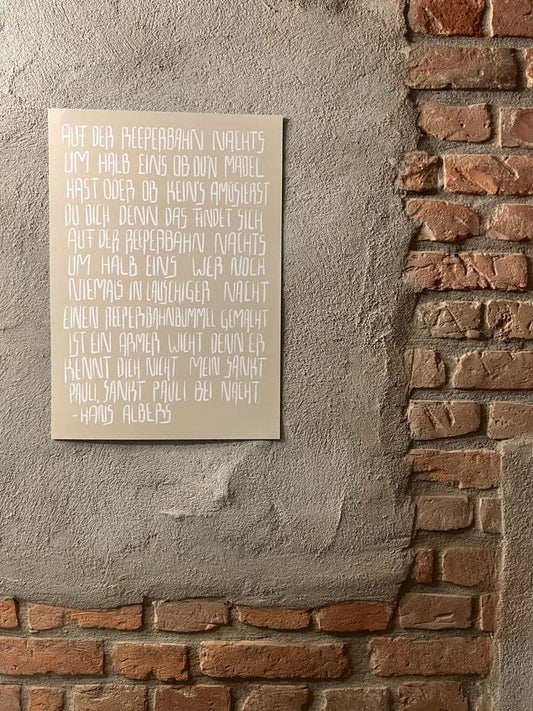 AUF DER REEPERBAHN NACHTS
UM HALB EINS OB DU'N MÄDEL
HAST ODER OB KEIN'S AMÜSIERST
DU DICH DENN DAS FINDET SICH
AUF DER REEPERBAHN NACHTS
UM HALB EINS WER NOCH
NIEMALS IN LAUSCHIGER NACHT
EINEN REEPERBAHNBUMMEL GEMACHT
IST EIN ARMER WICHT DENN ER
KENNT DICH NICHT MEIN SANKT
PAULI, SANKT PAULI BEI NACHT.
-HANS ALBERS